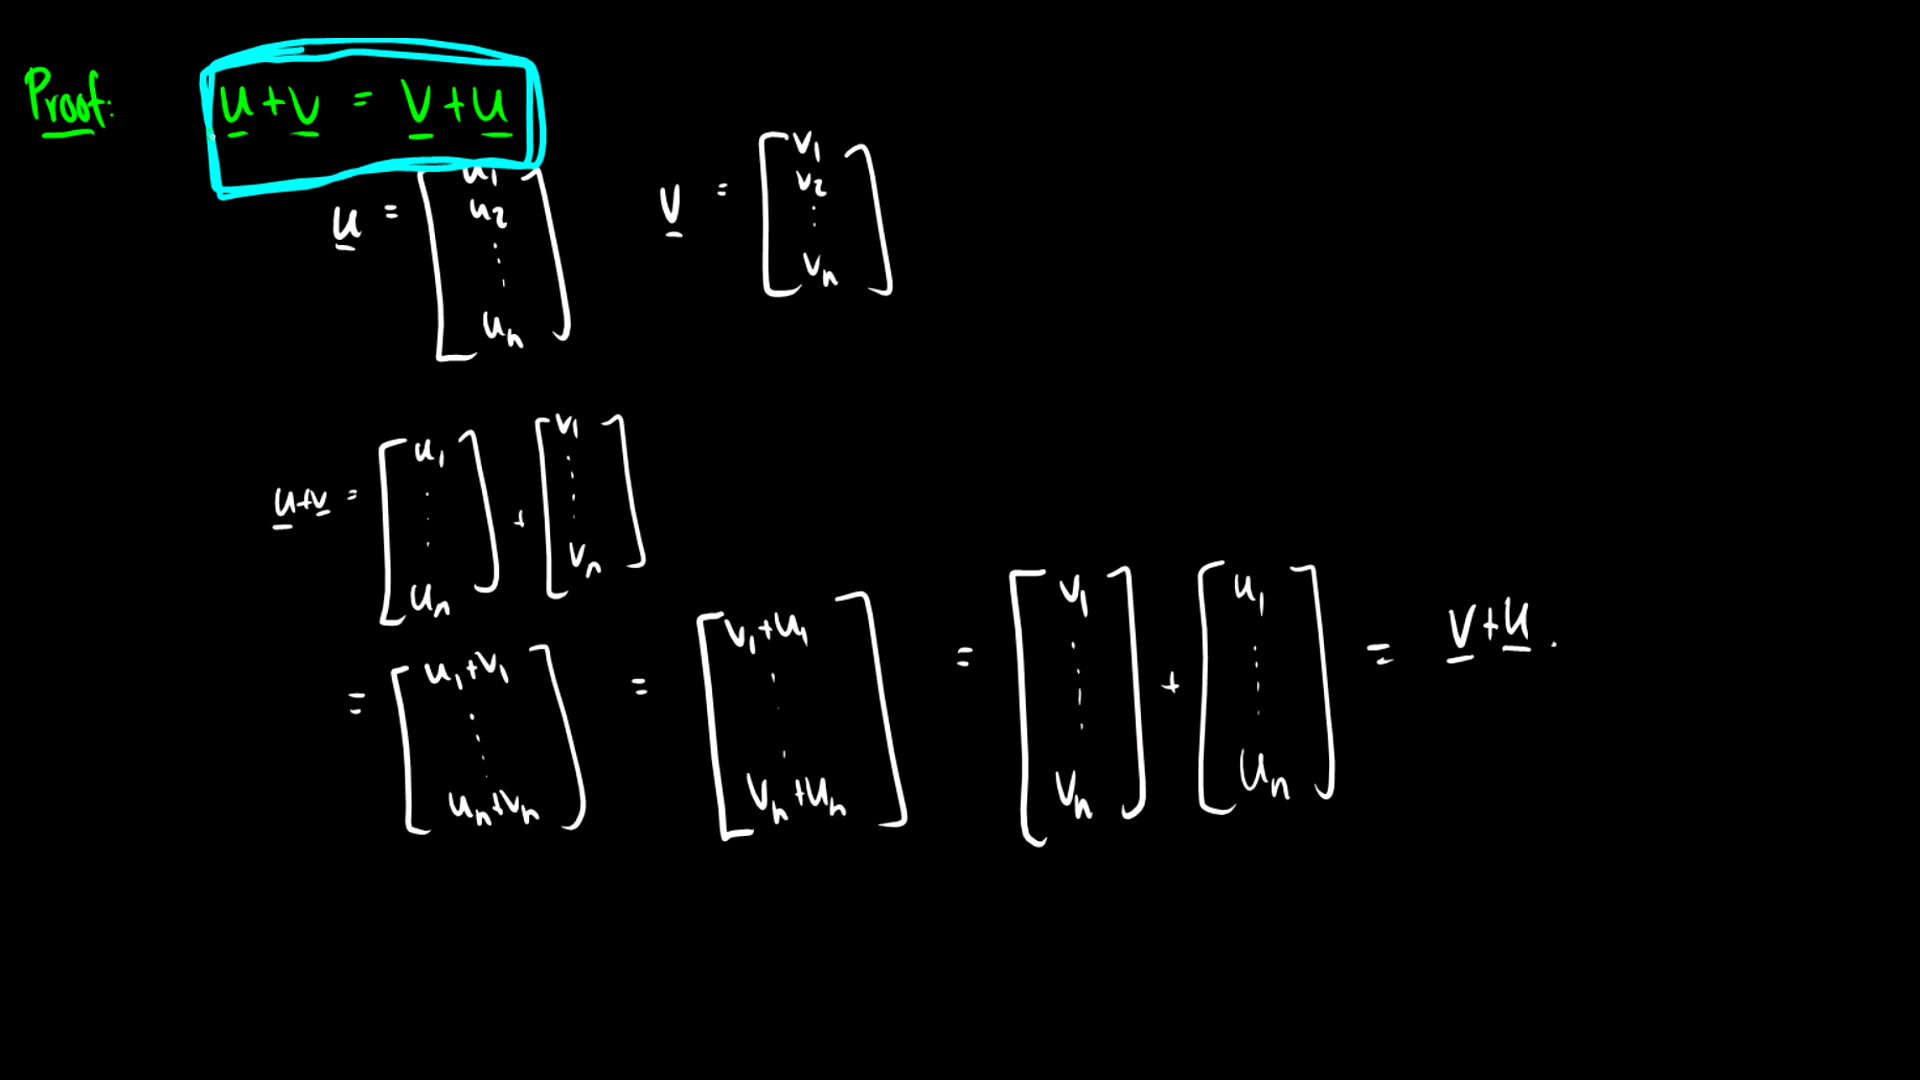 Proof: u+v = v+u
u = [u1 u2 ⋮ un] v = [v1 v2 ⋮ vn]
u+v = [u1 ⋮ un] + [v1 ⋮ vn]
= [u1+v1 ⋮ un+vn] = [v1+u1 ⋮ vn+un] = [v1 ⋮ vn] + [u1 ⋮ un] = v+u.